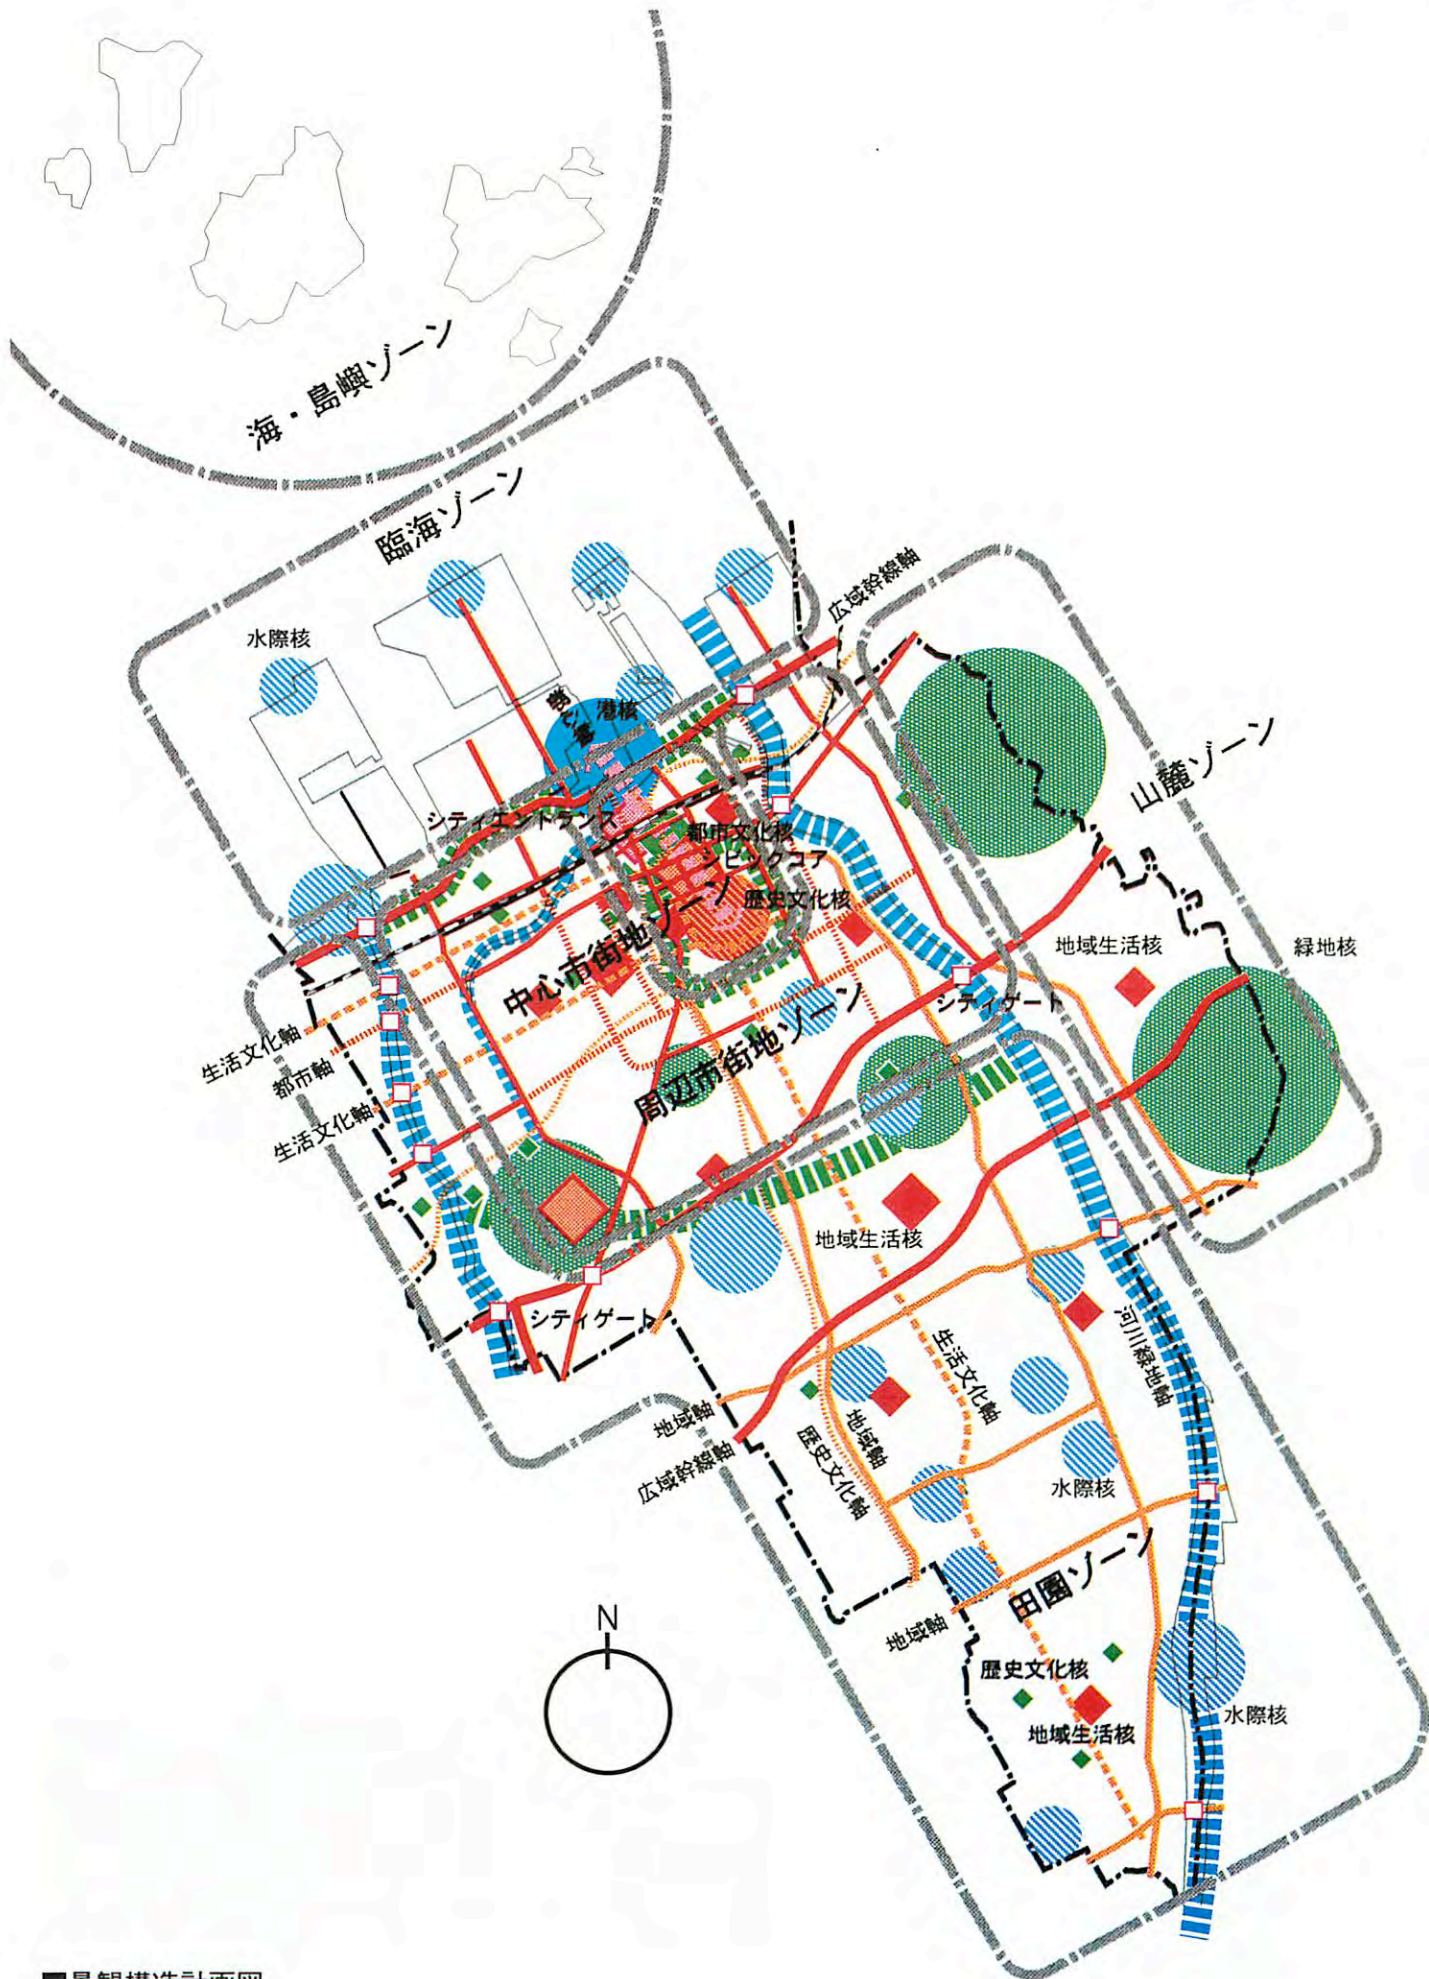 海・島嶼ゾーン
臨海ゾーン
広域幹線軸
水際核
港核
山麓ゾーン
シティエントランス
都市文化核
シビックコア
歴史文化核
中心市街地ゾーン
地域生活核
緑地核
シティゲート
生活文化軸
都市軸
周辺市街地ゾーン
生活文化軸
地域生活核
シティゲート
河川緑地軸
生活文化軸
地域軸
地域軸
歴史文化軸
広域幹線軸
水際核
田園ゾーン
N
地域軸
歴史文化核
水際核
地域生活核
■景観構造計画図